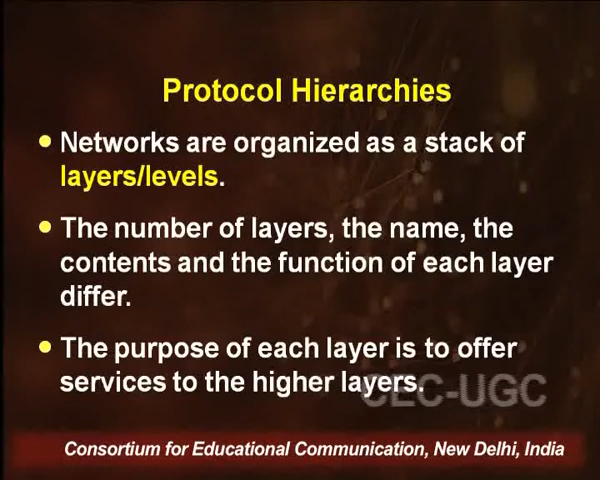 Protocol Hierarchies
• Networks are organized as a stack of
layers/levels.
• The number of layers, the name, the
contents and the function of each layer
differ.
• The purpose of each layer is to offer
services to the higher layers.
CEC-UGC
Consortium for Educational Communication, New Delhi, India